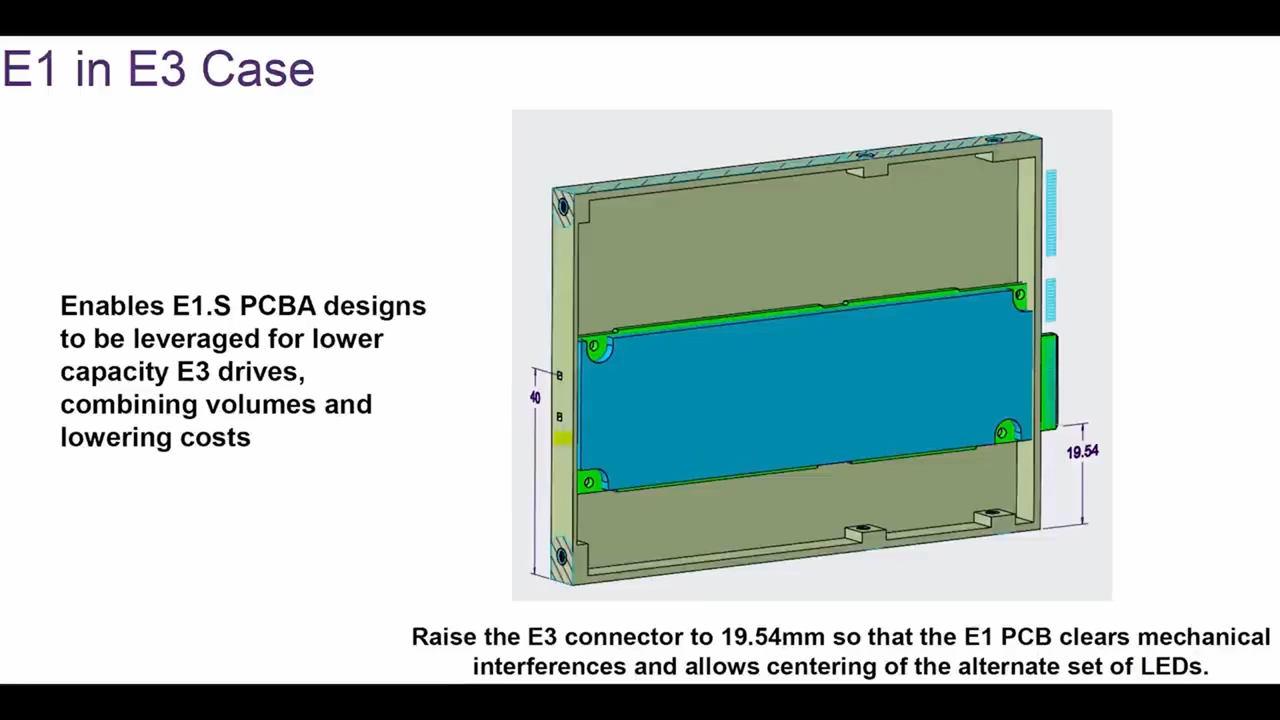 E1 in E3 Case
Enables E1.S PCBA designs
to be leveraged for lower
capacity E3 drives,
combining volumes and
lowering costs
40
19.54
Raise the E3 connector to 19.54mm so that the E1 PCB clears mechanical
interferences and allows centering of the alternate set of LEDs.